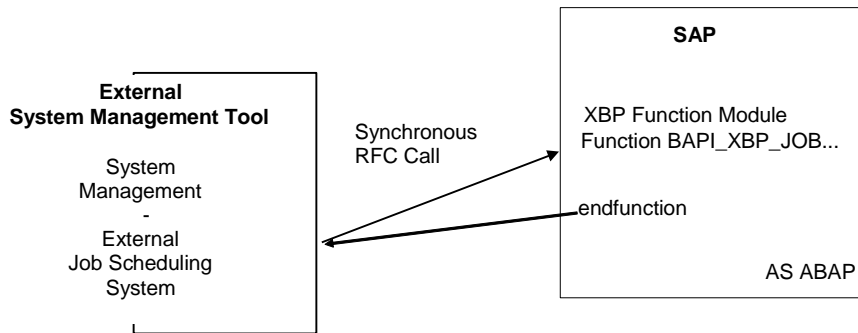 External
System Management Tool
System
Management
-
External
Job Scheduling
System
Synchronous
RFC Call
SAP
XBP Function Module
Function BAPI_XBP_JOB...
endfunction
AS ABAP